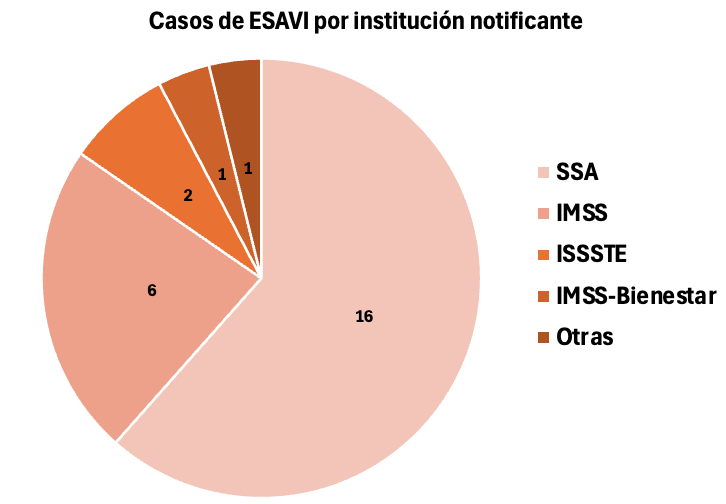 Casos de ESAVI por institución notificante
1
1
2
6
16
SSA
IMSS
ISSSTE
IMSS-Bienestar
Otras